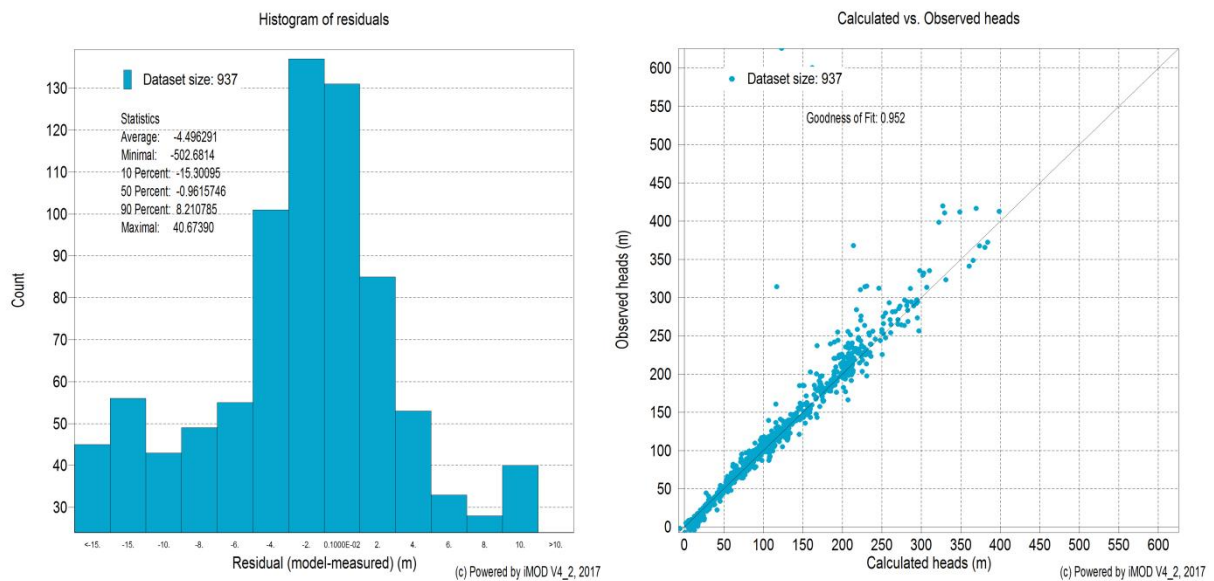 Histogram of residuals
Dataset size: 937
Statistics
Average: -4.496291
Minimal: -502.6814
10 Percent: -15.30095
50 Percent: -0.9615746
90 Percent: 8.210785
Maximal: 40.67390
Count
130
120
110
100
90
80
70
60
50
40
30
<-15. -15. -10. -8. -6. -4. -2. 0.1000E-02 2. 4. 6. 8. 10. >10.
Residual (model-measured) (m)
(c) Powered by iMOD V4_2, 2017
Calculated vs. Observed heads
Dataset size: 937
Goodness of Fit: 0.952
Observed heads (m)
600
550
500
450
400
350
300
250
200
150
100
50
0
0 50 100 150 200 250 300 350 400 450 500 550 600
Calculated heads (m)
(c) Powered by iMOD V4_2, 2017